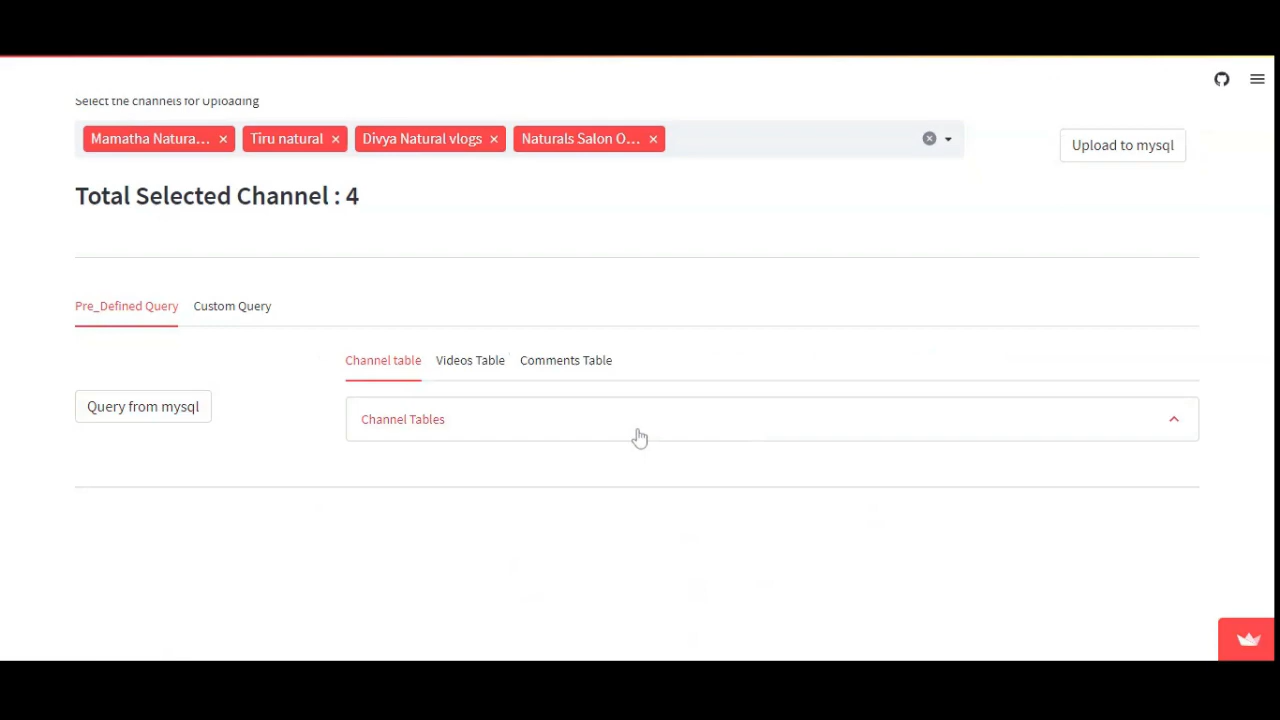 Select the channels for Uploading
Mamatha Natura... Tiru natural Divya Natural vlogs Naturals Salon O...
Upload to mysql
Total Selected Channel : 4
Pre_Defined Query Custom Query
Channel table Videos Table Comments Table
Query from mysql
Channel Tables